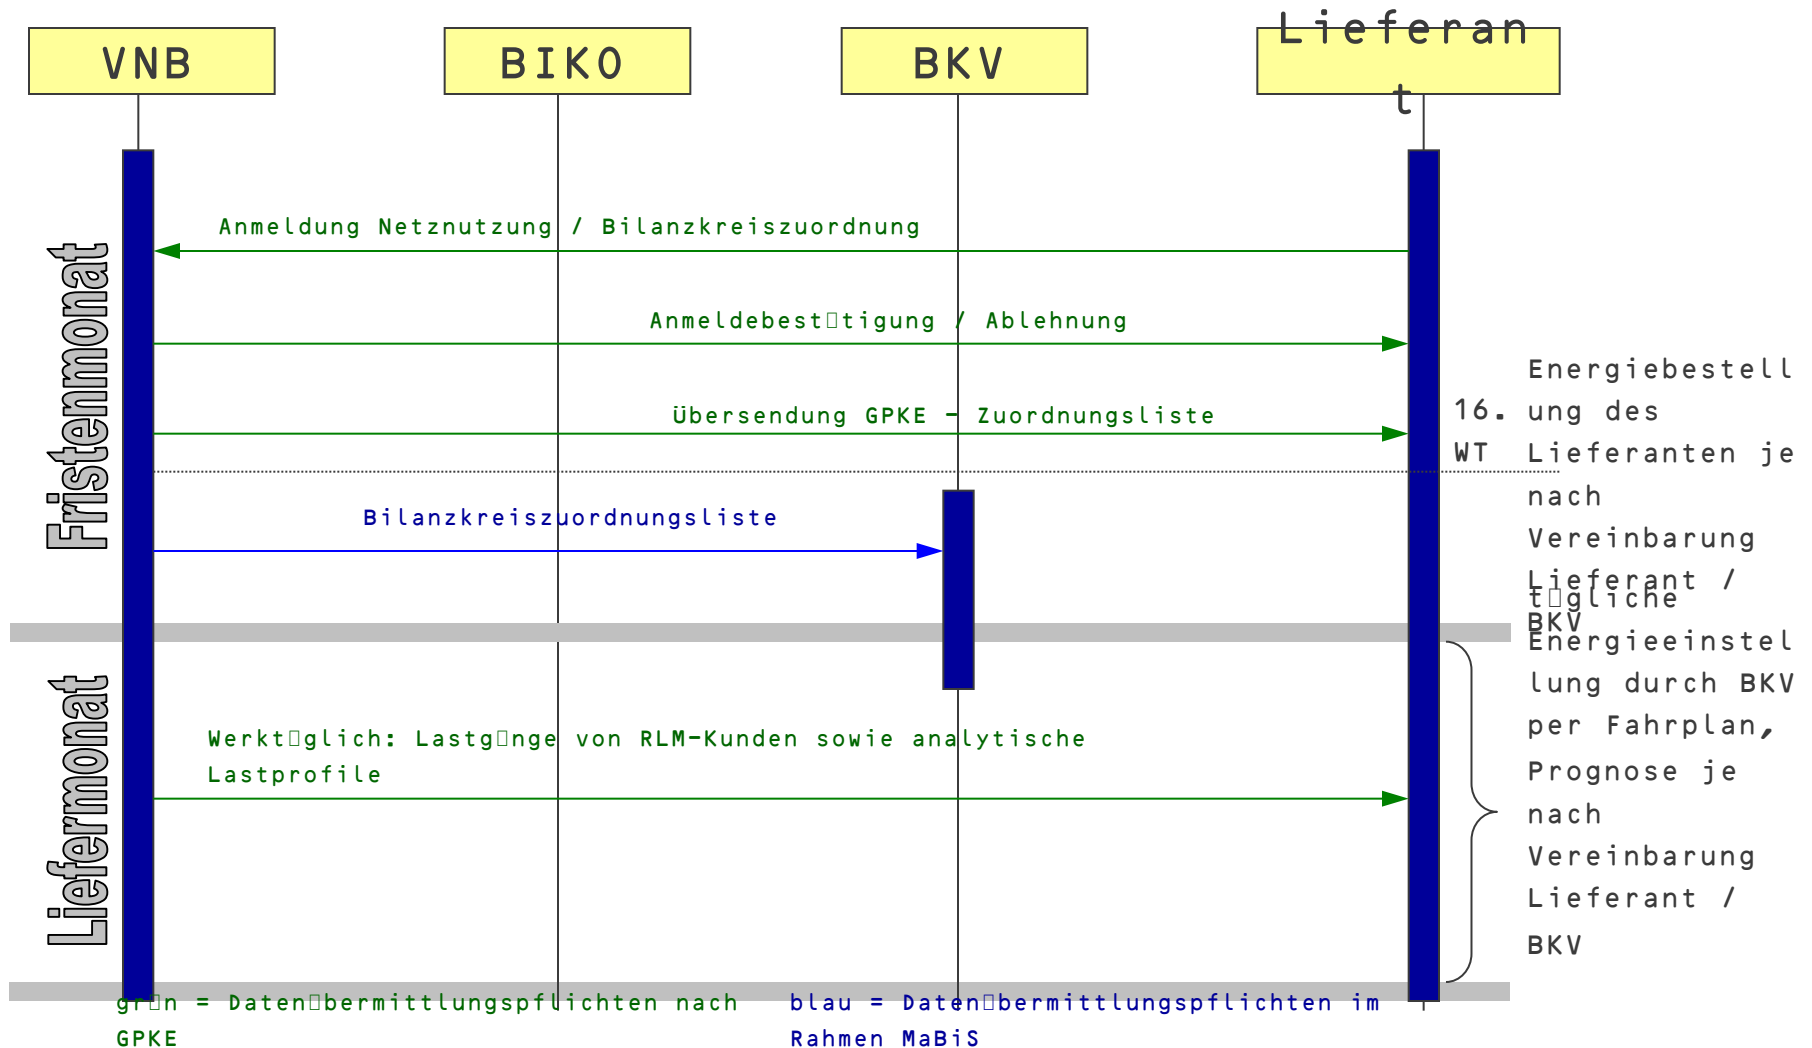 VNB
BIKO
BKV
Lieferan
t
Fristenmonat
Anmeldung Netznutzung / Bilanzkreiszuordnung
Anmeldebest□tigung / Ablehnung
Übersendung GPKE - Zuordnungsliste
16.
WT
Energiebestell
ung des
Lieferanten je
nach
Vereinbarung
Lieferant /
BKV
Bilanzkreiszuordnungsliste
Liefermonat
t□gliche
Energieeinstel
lung durch BKV
per Fahrplan,
Prognose je
nach
Vereinbarung
Lieferant /
BKV
Werkt□glich: Lastg□nge von RLM-Kunden sowie analytische
Lastprofile
gr□n = Daten□bermittlungspflichten nach
GPKE
blau = Daten□bermittlungspflichten im
Rahmen MaBiS